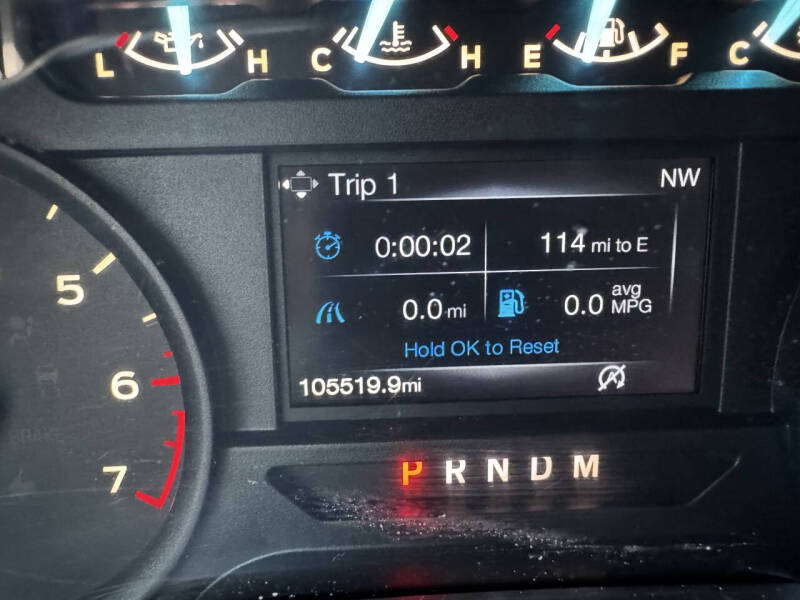 L H C H E F C
Trip 1 NW
0:00:02 114 mi to E
0.0 mi 0.0 avg MPG
Hold OK to Reset
105519.9mi
5
6
7
P R N D M
BRAKE